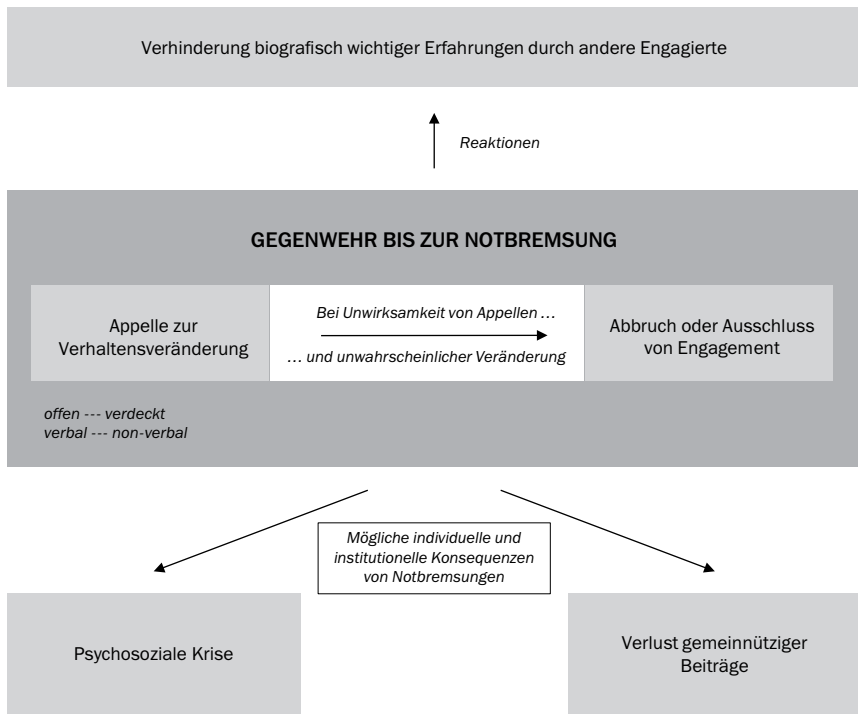 Verhinderung biografisch wichtiger Erfahrungen durch andere Engagierte
Reaktionen
GEGENWEHR BIS ZUR NOTBREMSUNG
Appelle zur
Verhaltensveränderung
Bei Unwirksamkeit von Appellen …
… und unwahrscheinlicher Veränderung
Abbruch oder Ausschluss
von Engagement
offen --- verdeckt
verbal --- non-verbal
Mögliche individuelle und
institutionelle Konsequenzen
von Notbremsungen
Psychosoziale Krise
Verlust gemeinnütziger
Beiträge